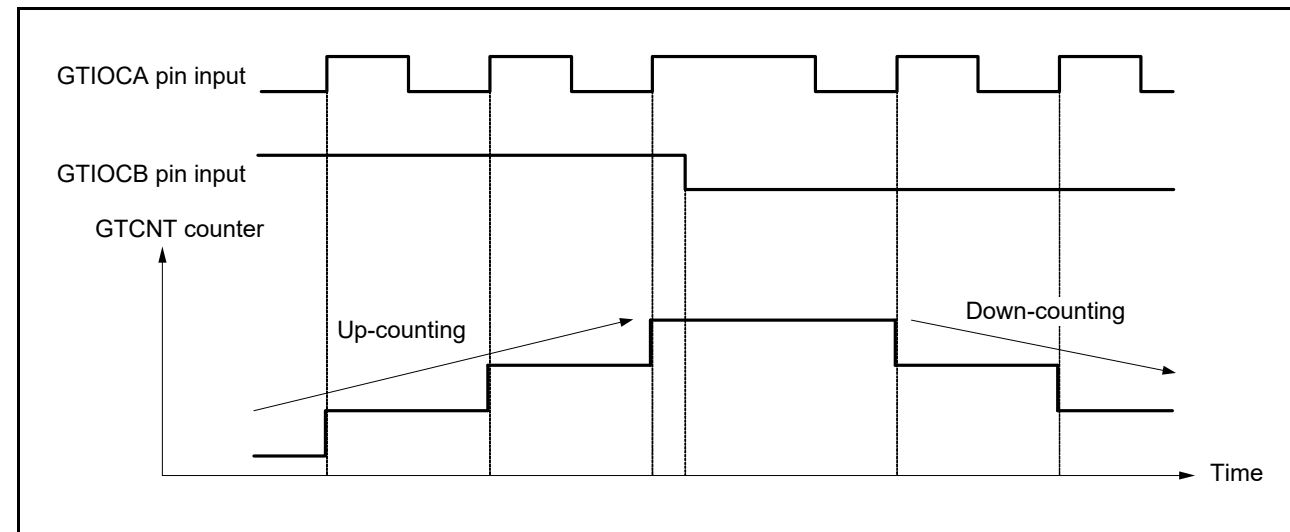 GTIOCA pin input
GTIOCB pin input
GTCNT counter
Up-counting
Down-counting
Time